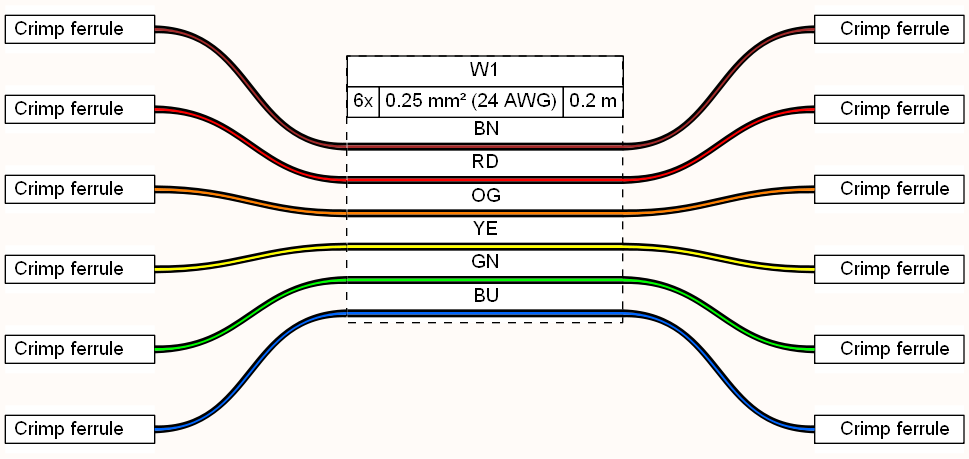 Crimp ferrule
Crimp ferrule
W1
6x 0.25 mm² (24 AWG) 0.2 m
Crimp ferrule
Crimp ferrule
BN
RD
Crimp ferrule
Crimp ferrule
OG
YE
Crimp ferrule
Crimp ferrule
GN
BU
Crimp ferrule
Crimp ferrule
Crimp ferrule
Crimp ferrule